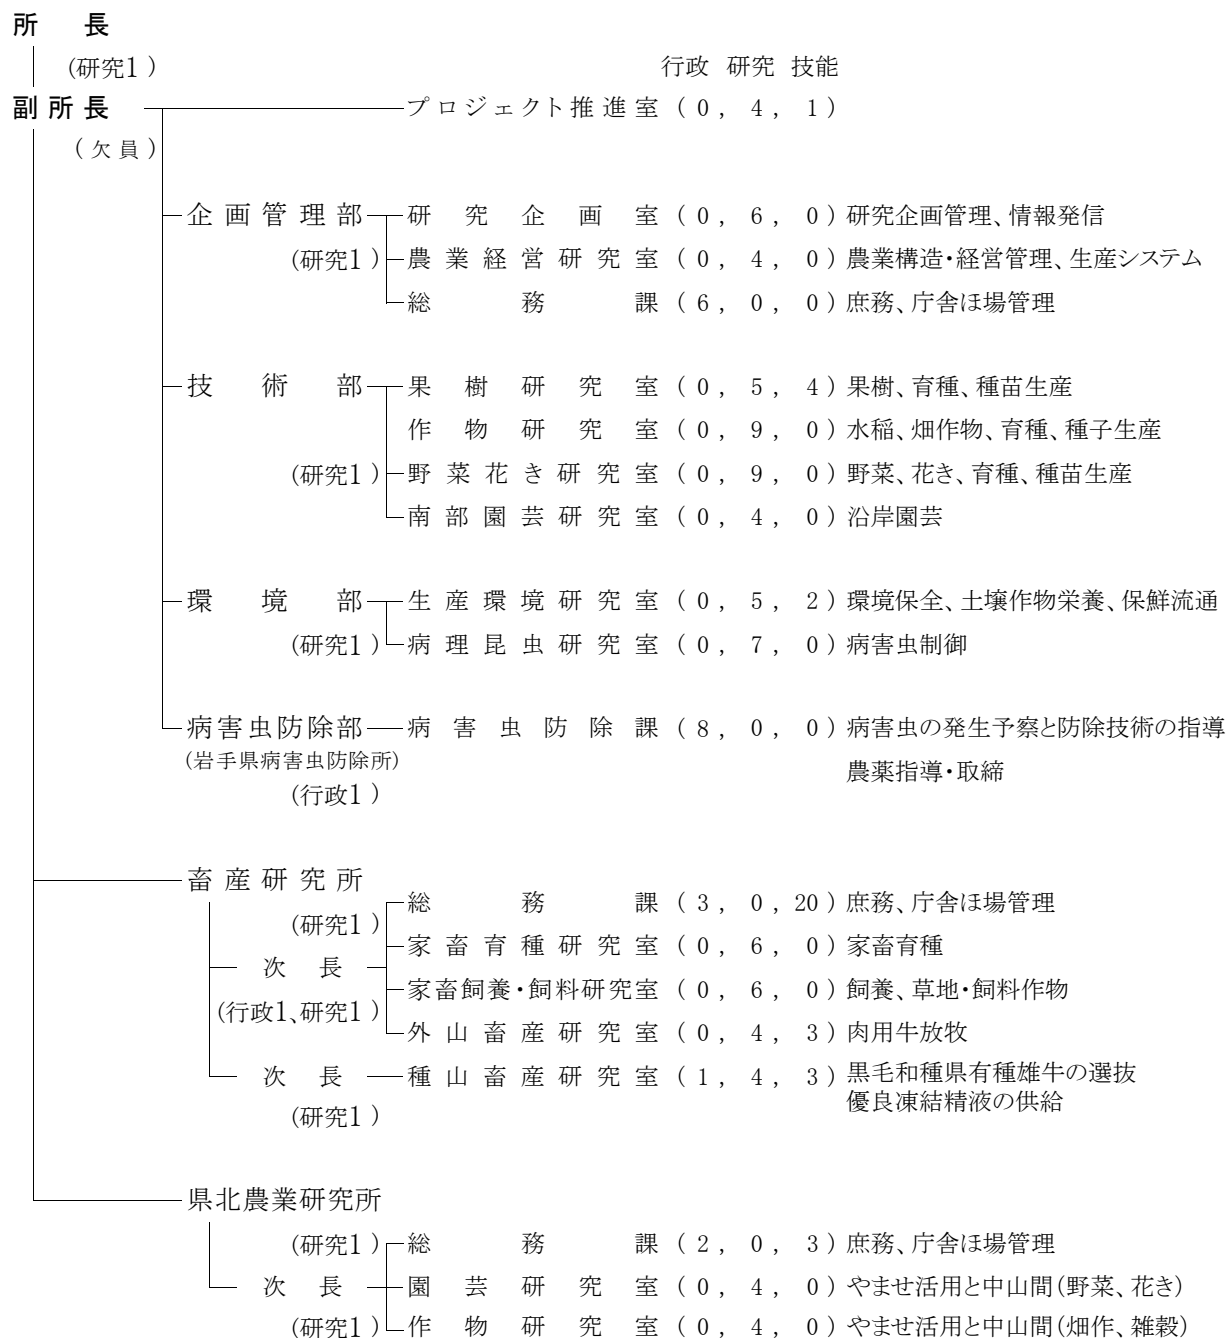 所長
(研究1)
行政 研究 技能
副所長 プロジェクト推進室 (0, 4, 1)
(欠員)
企画管理部 研究企画室 (0, 6, 0) 研究企画管理、情報発信
(研究1) 農業経営研究室 (0, 4, 0) 農業構造・経営管理、生産システム
総務課 (6, 0, 0) 庶務、庁舎ほ場管理
技術部 果樹研究室 (0, 5, 4) 果樹、育種、種苗生産
作物研究室 (0, 9, 0) 水稲、畑作物、育種、種子生産
(研究1) 野菜花き研究室 (0, 9, 0) 野菜、花き、育種、種苗生産
南部園芸研究室 (0, 4, 0) 沿岸園芸
環境部 生産環境研究室 (0, 5, 2) 環境保全、土壌作物栄養、保鮮流通
(研究1) 病理昆虫研究室 (0, 7, 0) 病害虫制御
病害虫防除部 病害虫防除課 (8, 0, 0) 病害虫の発生予察と防除技術の指導
(岩手県病害虫防除所)
農薬指導・取締
(行政1)
畜産研究所
総務課 (3, 0, 20) 庶務、庁舎ほ場管理
(研究1)
家畜育種研究室 (0, 6, 0) 家畜育種
次長
家畜飼養・飼料研究室 (0, 6, 0) 飼養、草地・飼料作物
(行政1、研究1)
外山畜産研究室 (0, 4, 3) 肉用牛放牧
次長 種山畜産研究室 (1, 4, 3) 黒毛和種県有種雄牛の選抜
優良凍結精液の供給
(研究1)
県北農業研究所
(研究1) 総務課 (2, 0, 3) 庶務、庁舎ほ場管理
次長 園芸研究室 (0, 4, 0) やませ活用と中山間(野菜、花き)
(研究1) 作物研究室 (0, 4, 0) やませ活用と中山間(畑作、雑穀)